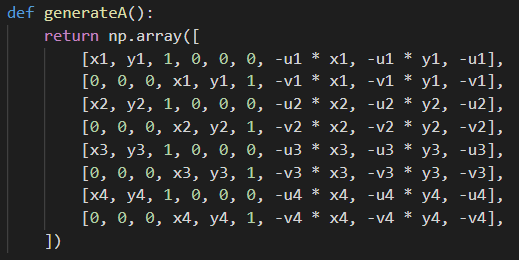 def generateA():
    return np.array([
        [x1, y1, 1, 0, 0, 0, -u1 * x1, -u1 * y1, -u1],
        [0, 0, 0, x1, y1, 1, -v1 * x1, -v1 * y1, -v1],
        [x2, y2, 1, 0, 0, 0, -u2 * x2, -u2 * y2, -u2],
        [0, 0, 0, x2, y2, 1, -v2 * x2, -v2 * y2, -v2],
        [x3, y3, 1, 0, 0, 0, -u3 * x3, -u3 * y3, -u3],
        [0, 0, 0, x3, y3, 1, -v3 * x3, -v3 * y3, -v3],
        [x4, y4, 1, 0, 0, 0, -u4 * x4, -u4 * y4, -u4],
        [0, 0, 0, x4, y4, 1, -v4 * x4, -v4 * y4, -v4],
    ])